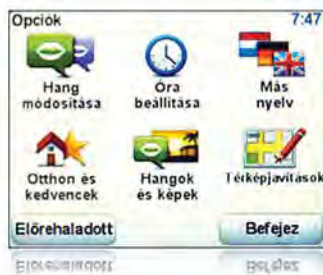 Opciók 7:47
Hang módosítása
Óra beállítása
Más nyelv
Otthon és kedvencek
Hangok és képek
Térképjavítások
Előrehaladott Befejez